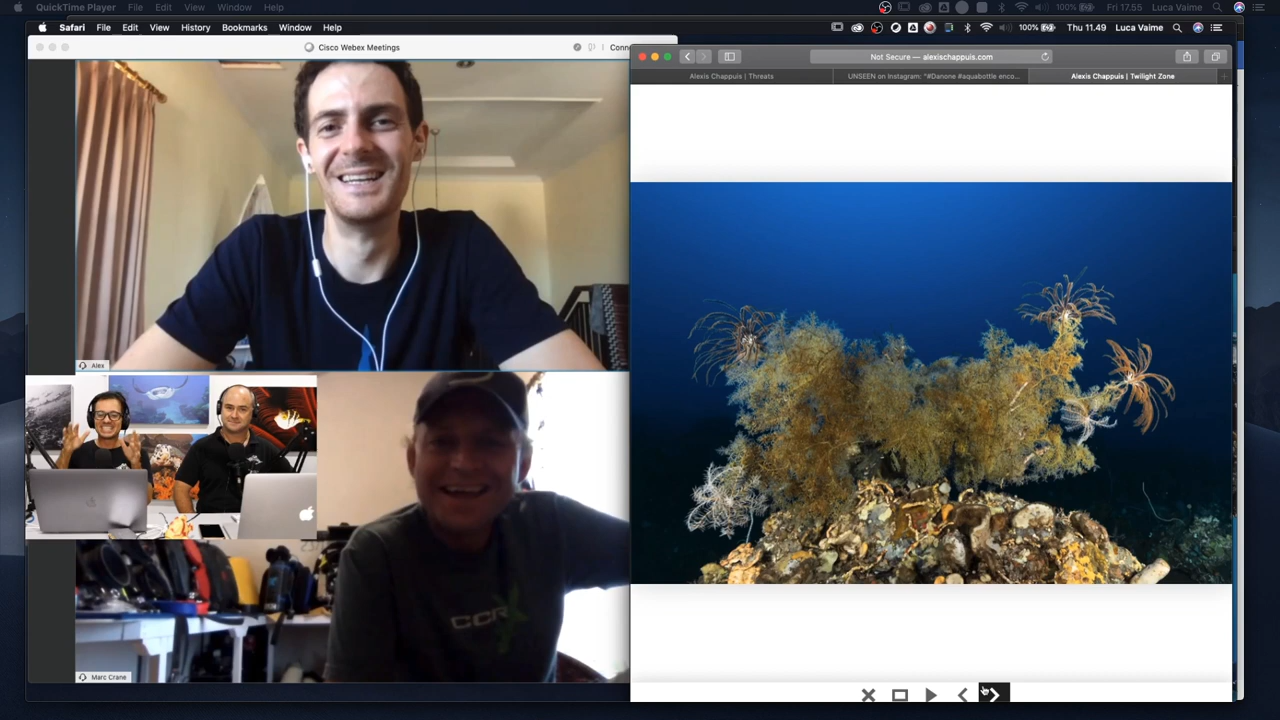 QuickTime Player File Edit View Window Help 100% Fri 17.55 Luca Vaime
Safari File Edit View History Bookmarks Window Help 100% Thu 11.49 Luca Vaime
Cisco Webex Meetings Conne
Not Secure — alexischappuis.com
Alexis Chappuis | Threats
UNSEEN on Instagram: "#Danone #aquabottle enco...
Alexis Chappuis | Twilight Zone
Alex
CCR
Marc Crane